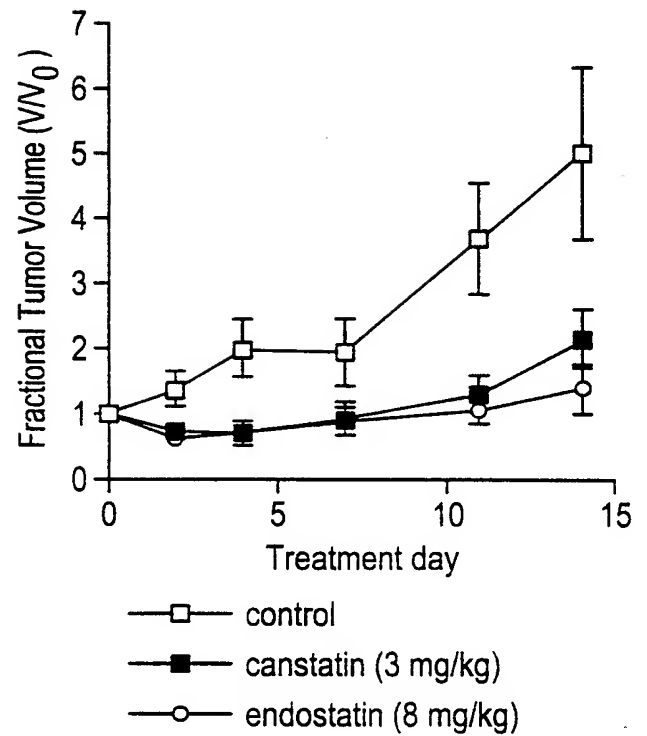 Fractional Tumor Volume (V/V0)
7
6
5
4
3
2
1
0
0 5 10 15
Treatment day
control
canstatin (3 mg/kg)
endostatin (8 mg/kg)